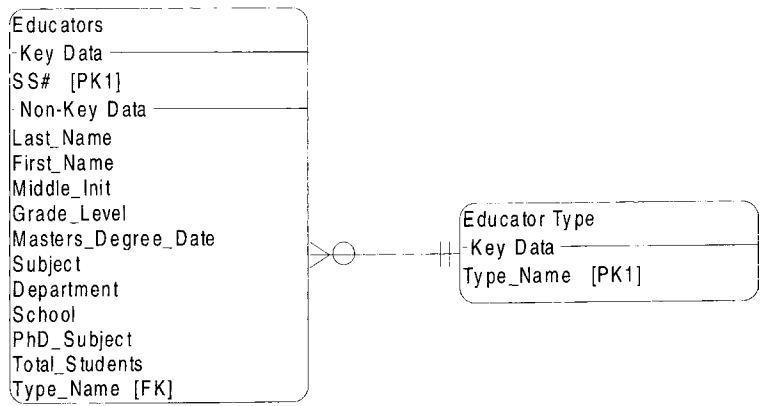 Educators
Key Data
SS# [PK1]
Non-Key Data
Last_Name
First_Name
Middle_Init
Grade_Level
Masters_Degree_Date
Subject
Department
School
PhD_Subject
Total_Students
Type_Name [FK]
Educator Type
Key Data
Type_Name [PK1]